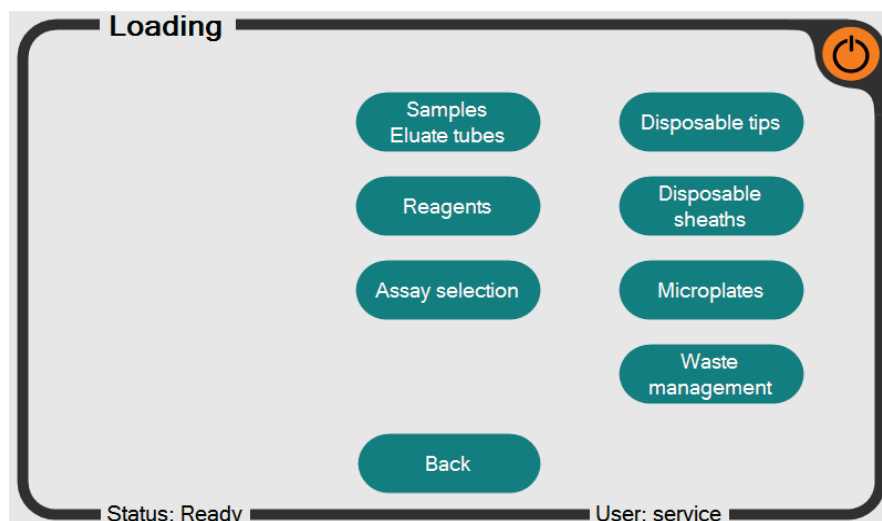 Loading
Samples
Eluate tubes
Disposable tips
Reagents
Disposable
sheaths
Assay selection
Microplates
Waste
management
Back
Status: Ready
User: service